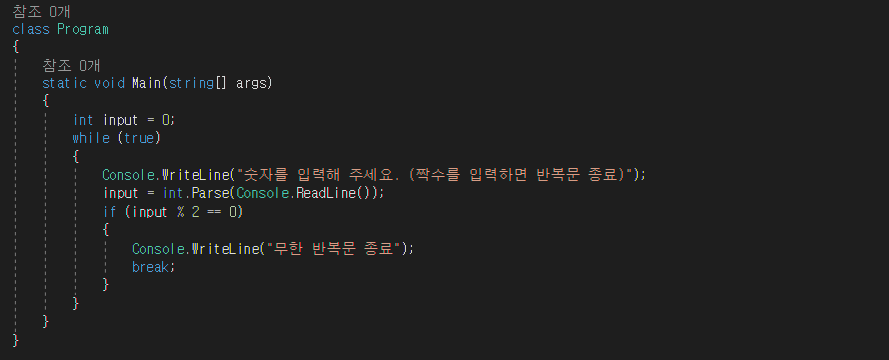 참조 0개
class Program
{
참조 0개
static void Main(string[] args)
{
int input = 0;
while (true)
{
Console.WriteLine("숫자를 입력해 주세요. (짝수를 입력하면 반복문 종료)");
input = int.Parse(Console.ReadLine());
if (input % 2 == 0)
{
Console.WriteLine("무한 반복문 종료");
break;
}
}
}
}